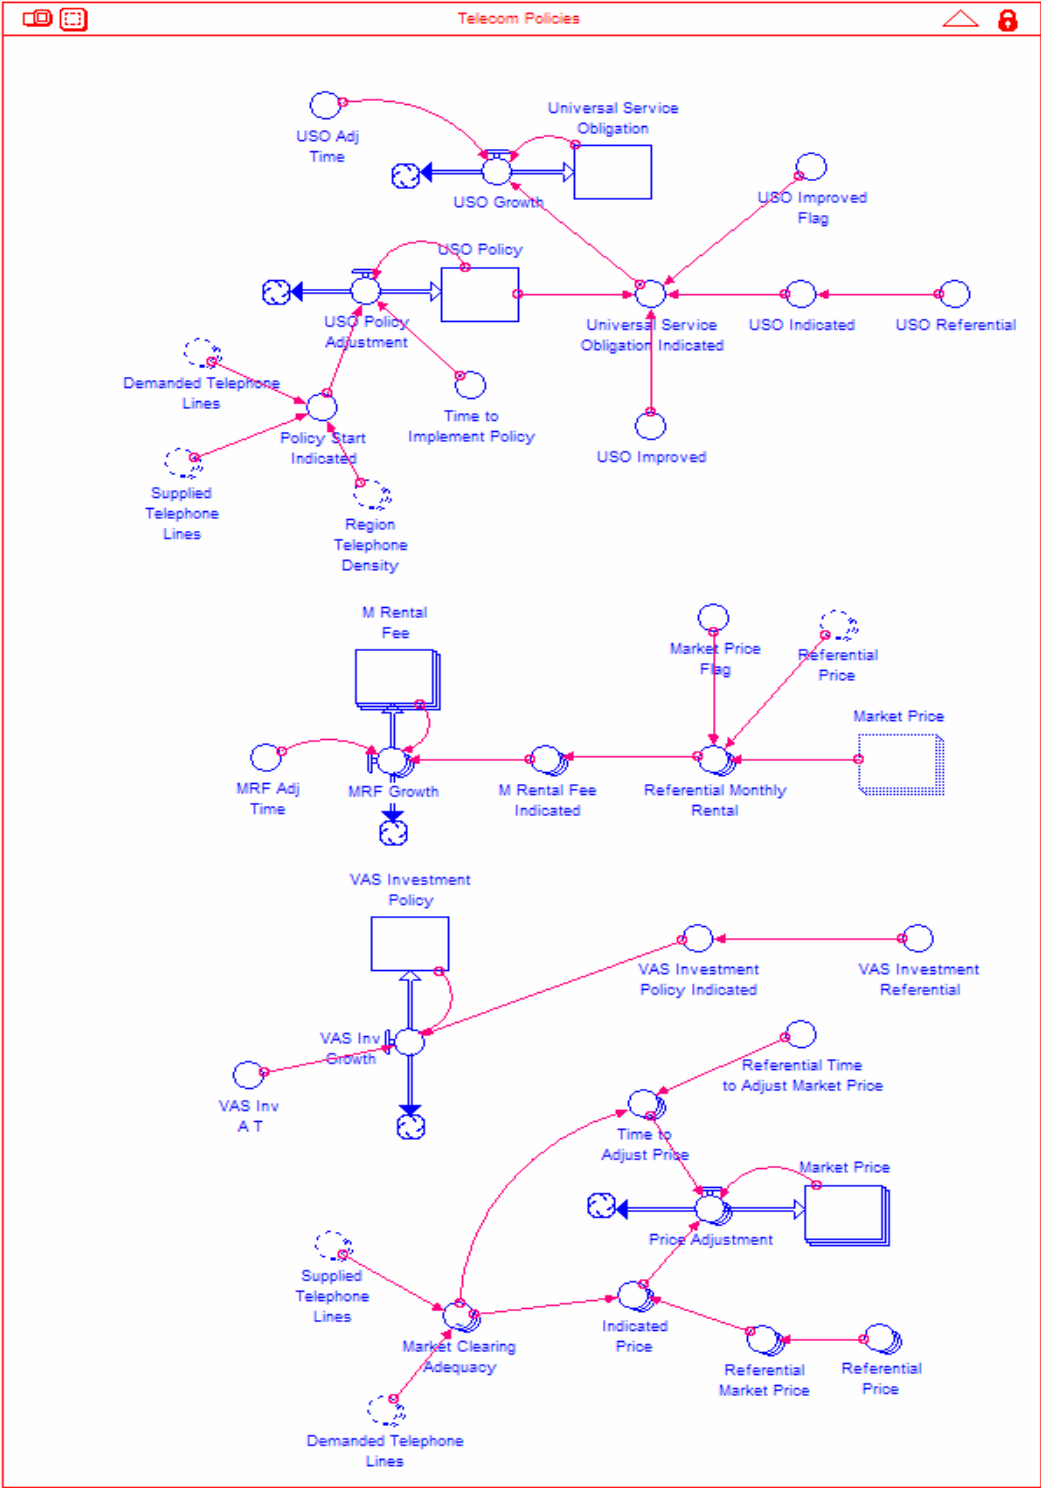 Telecom Policies
Universal Service
Obligation
USO Adj
Time
USO Growth
USO Improved
Flag
USO Policy
USO Policy
Adjustment
Universal Service
Obligation Indicated
USO Indicated
USO Referential
Demanded Telephone
Lines
Time to
Implement Policy
Policy Start
Indicated
USO Improved
Supplied
Telephone
Lines
Region
Telephone
Density
M Rental
Fee
Market Price
Flag
Referential
Price
Market Price
MRF Adj
Time
MRF Growth
M Rental Fee
Indicated
Referential Monthly
Rental
VAS Investment
Policy
VAS Investment
Policy Indicated
VAS Investment
Referential
VAS Inv
Growth
Referential Time
to Adjust Market Price
VAS Inv
A T
Time to
Adjust Price
Market Price
Price Adjustment
Supplied
Telephone
Lines
Indicated
Price
Market Clearing
Adequacy
Referential
Market Price
Referential
Price
Demanded Telephone
Lines